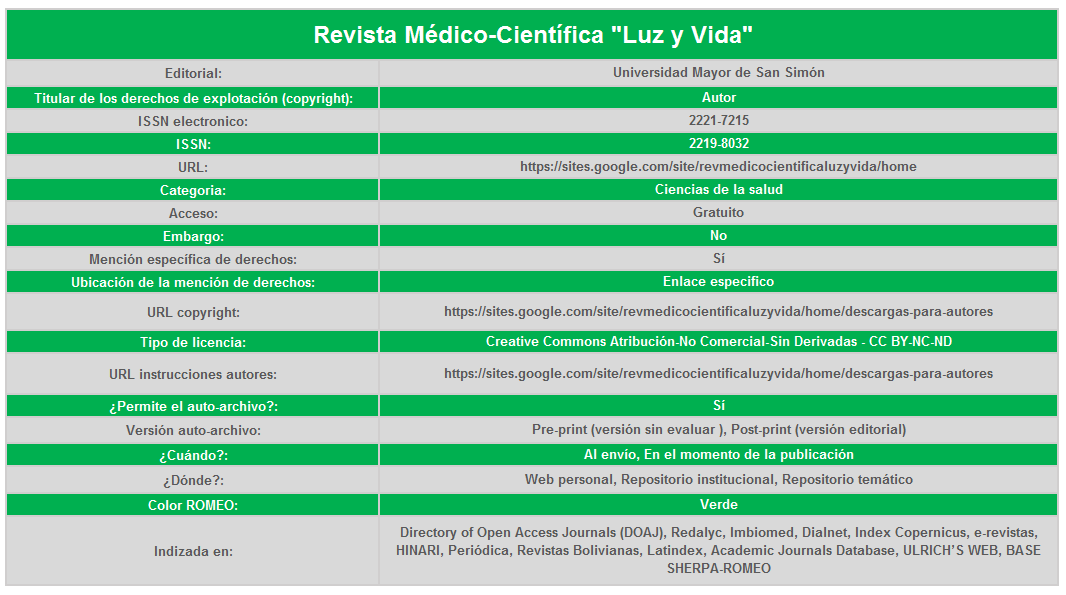 Revista Médico-Científica "Luz y Vida"
Editorial: Universidad Mayor de San Simón
Titular de los derechos de explotación (copyright): Autor
ISSN electronico: 2221-7215
ISSN: 2219-8032
URL: https://sites.google.com/site/revmedicocientificaluzyvida/home
Categoria: Ciencias de la salud
Acceso: Gratuito
Embargo: No
Mención específica de derechos: Sí
Ubicación de la mención de derechos: Enlace especifico
URL copyright: https://sites.google.com/site/revmedicocientificaluzyvida/home/descargas-para-autores
Tipo de licencia: Creative Commons Atribución-No Comercial-Sin Derivadas - CC BY-NC-ND
URL instrucciones autores: https://sites.google.com/site/revmedicocientificaluzyvida/home/descargas-para-autores
¿Permite el auto-archivo?: Sí
Versión auto-archivo: Pre-print (versión sin evaluar ), Post-print (versión editorial)
¿Cuándo?: Al envío, En el momento de la publicación
¿Dónde?: Web personal, Repositorio institucional, Repositorio temático
Color ROMEO: Verde
Indizada en:
Directory of Open Access Journals (DOAJ), Redalyc, Imbiomed, Dialnet, Index Copernicus, e-revistas,
HINARI, Periódica, Revistas Bolivianas, Latindex, Academic Journals Database, ULRICH'S WEB, BASE
SHERPA-ROMEO